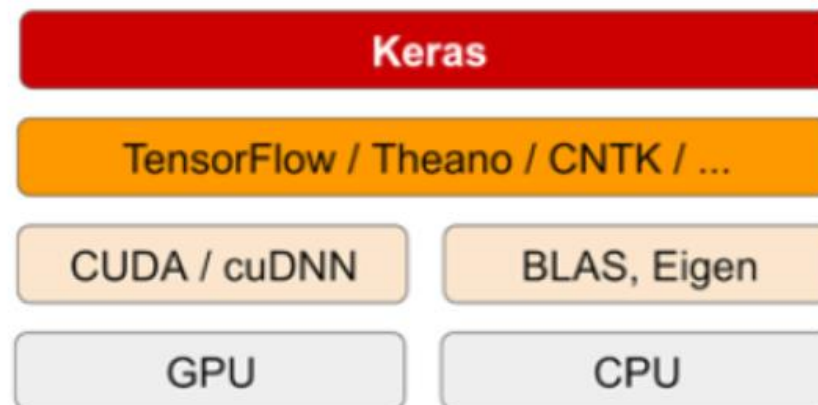 Keras
TensorFlow / Theano / CNTK / ...
CUDA / cuDNN
BLAS, Eigen
GPU
CPU